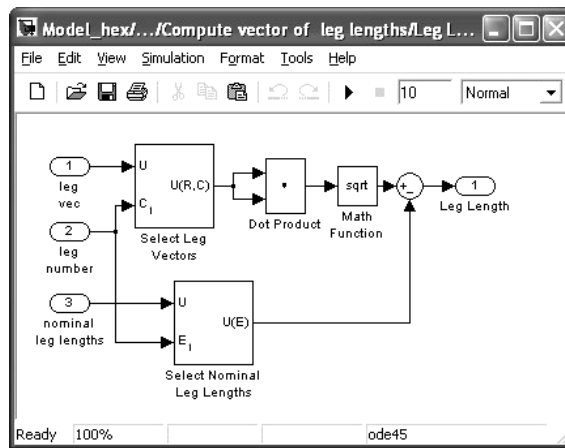 Model_hex/.../Compute vector of leg lengths/Leg L...
File Edit View Simulation Format Tools Help
10 Normal
1
leg
vec
2
leg
number
3
nominal
leg lengths
U
C1
U(R,C)
Select Leg
Vectors
Dot Product
sqrt
Math
Function
+
-
1
Leg Length
U
E1
U(E)
Select Nominal
Leg Lengths
Ready 100% ode45